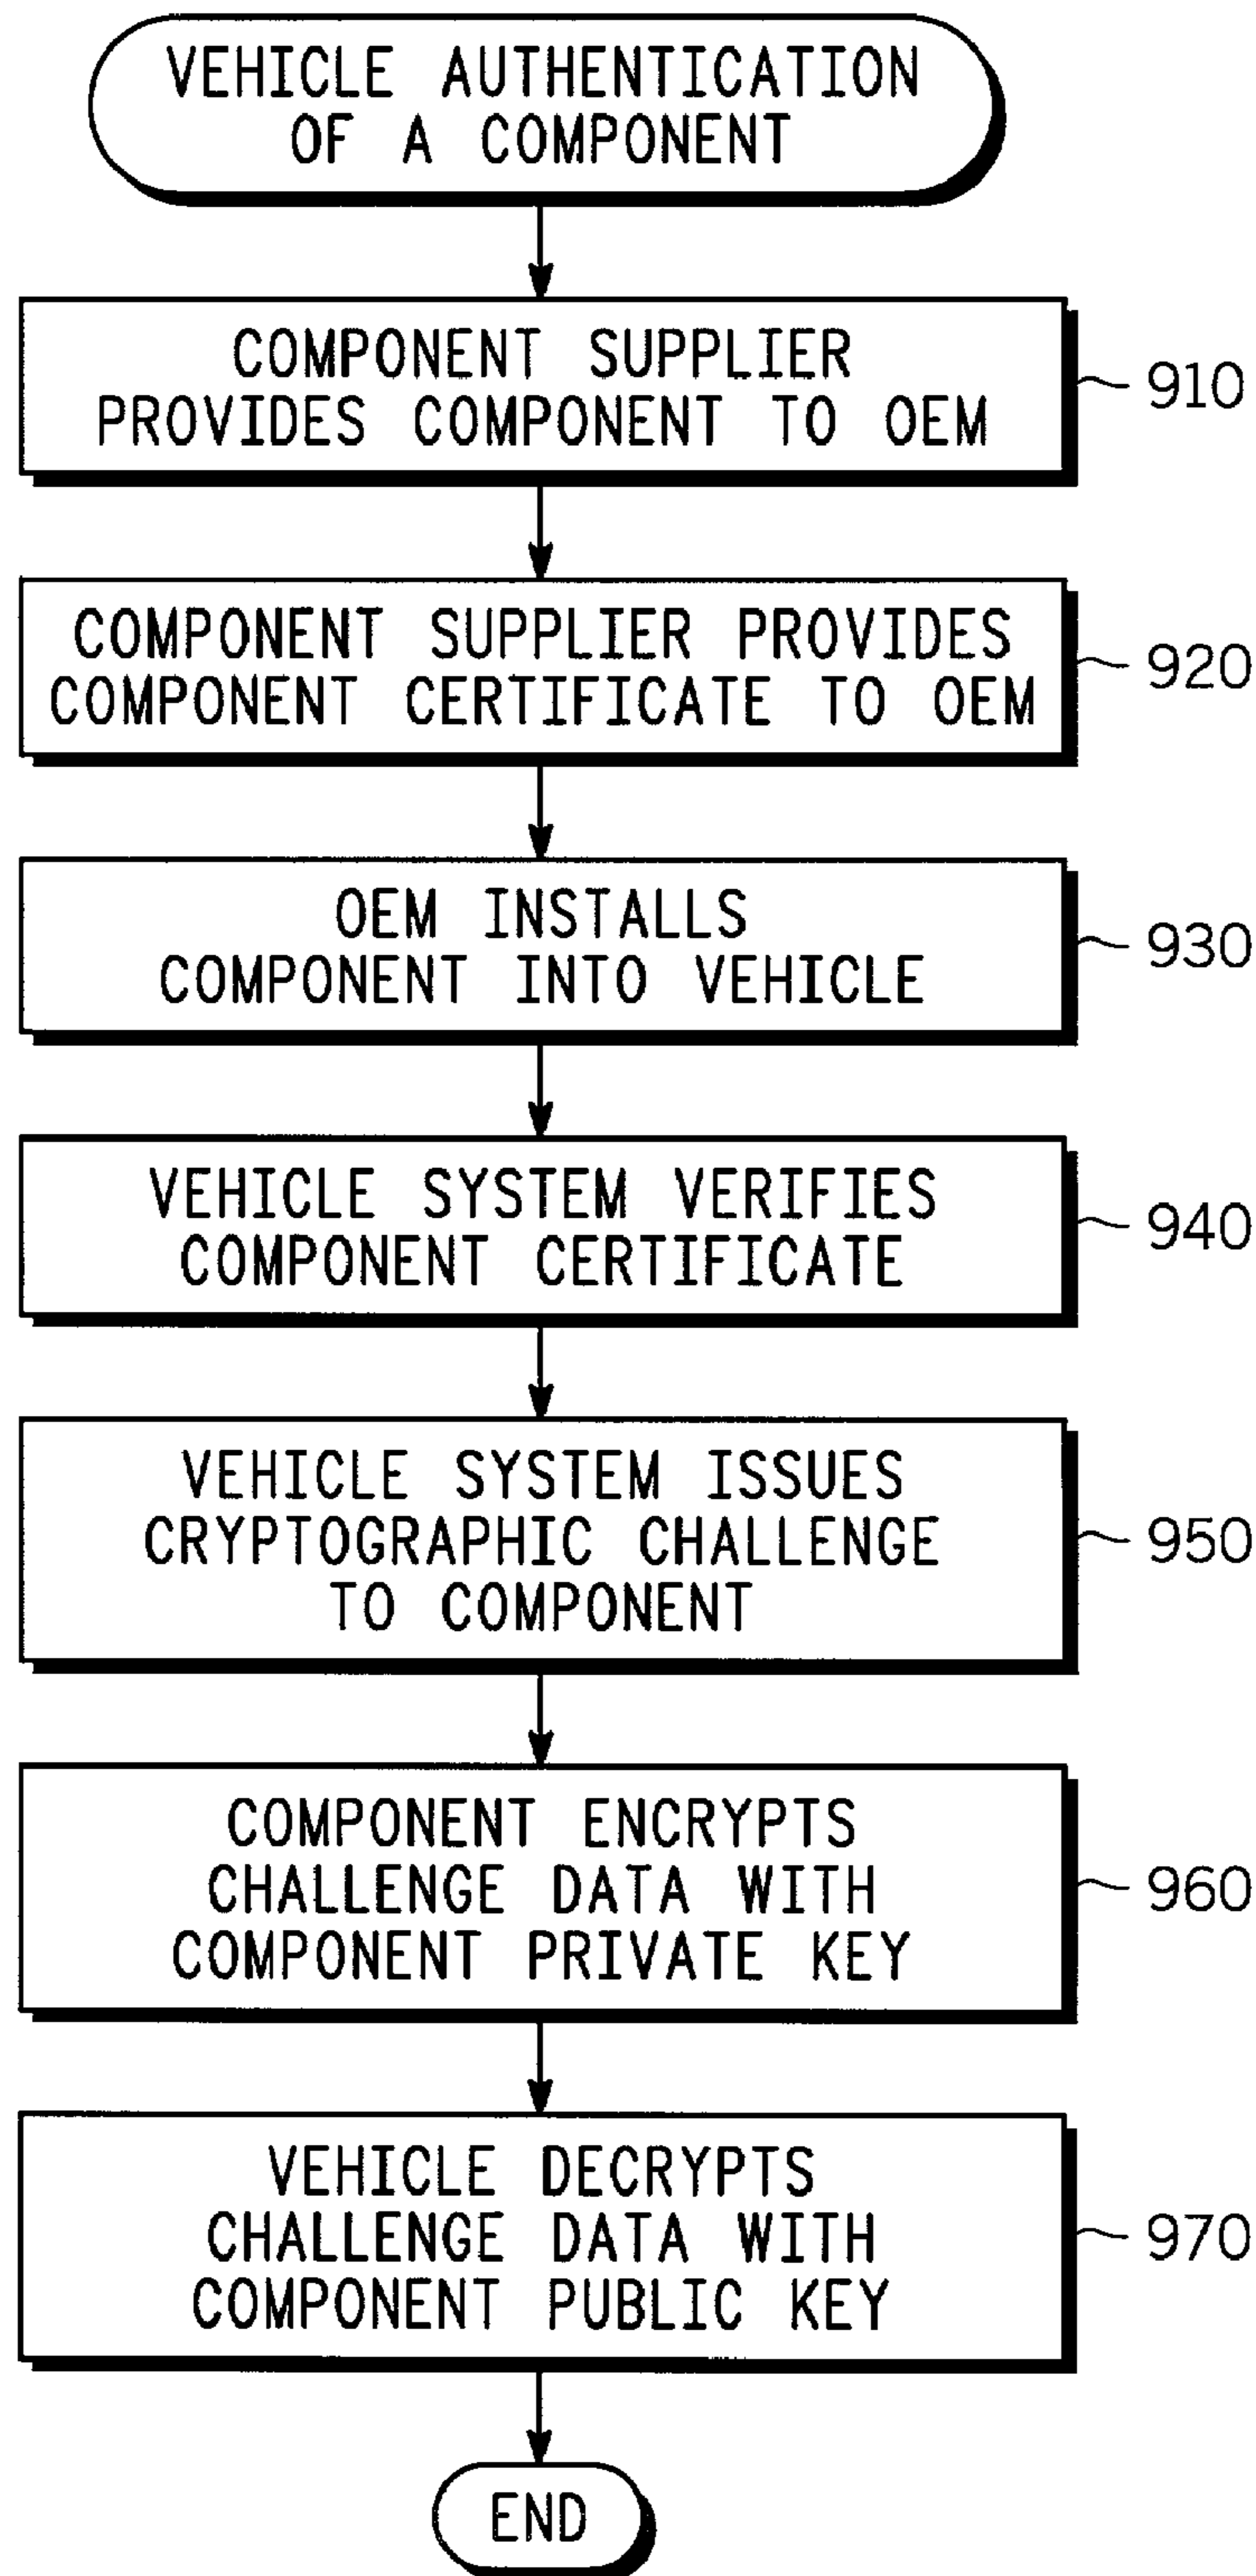 VEHICLE AUTHENTICATION
OF A COMPONENT
COMPONENT SUPPLIER
PROVIDES COMPONENT TO OEM
910
COMPONENT SUPPLIER PROVIDES
COMPONENT CERTIFICATE TO OEM
920
OEM INSTALLS
COMPONENT INTO VEHICLE
930
VEHICLE SYSTEM VERIFIES
COMPONENT CERTIFICATE
940
VEHICLE SYSTEM ISSUES
CRYPTOGRAPHIC CHALLENGE
TO COMPONENT
950
COMPONENT ENCRYPTS
CHALLENGE DATA WITH
COMPONENT PRIVATE KEY
960
VEHICLE DECRYPTS
CHALLENGE DATA WITH
COMPONENT PUBLIC KEY
970
END